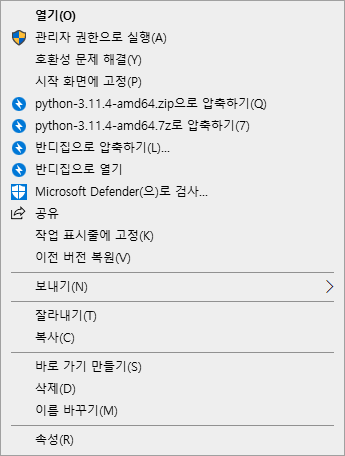 열기(O)
관리자 권한으로 실행(A)
호환성 문제 해결(Y)
시작 화면에 고정(P)
python-3.11.4-amd64.zip으로 압축하기(Q)
python-3.11.4-amd64.7z로 압축하기(7)
반디집으로 압축하기(L)...
반디집으로 열기
Microsoft Defender(으)로 검사...
공유
작업 표시줄에 고정(K)
이전 버전 복원(V)
보내기(N)
잘라내기(T)
복사(C)
바로 가기 만들기(S)
삭제(D)
이름 바꾸기(M)
속성(R)